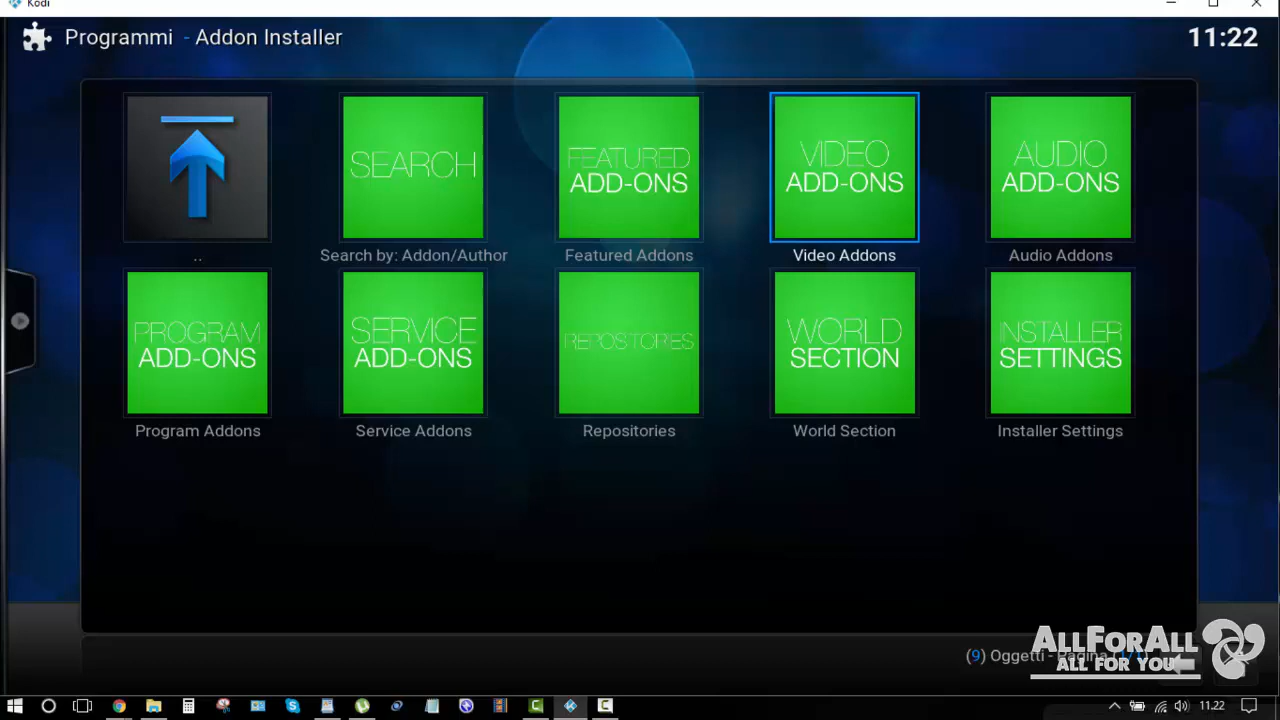 Kodi
Programmi - Addon Installer
11:22
SEARCH
FEATURED
ADD-ONS
VIDEO
ADD-ONS
AUDIO
ADD-ONS
..
Search by: Addon/Author
Featured Addons
Video Addons
Audio Addons
PROGRAM
ADD-ONS
SERVICE
ADD-ONS
REPOSTORIES
WORLD
SECTION
INSTALLER
SETTINGS
Program Addons
Service Addons
Repositories
World Section
Installer Settings
(9) Oggetti - Pagina
ALLFORALL
ALL FOR YOU
11.22